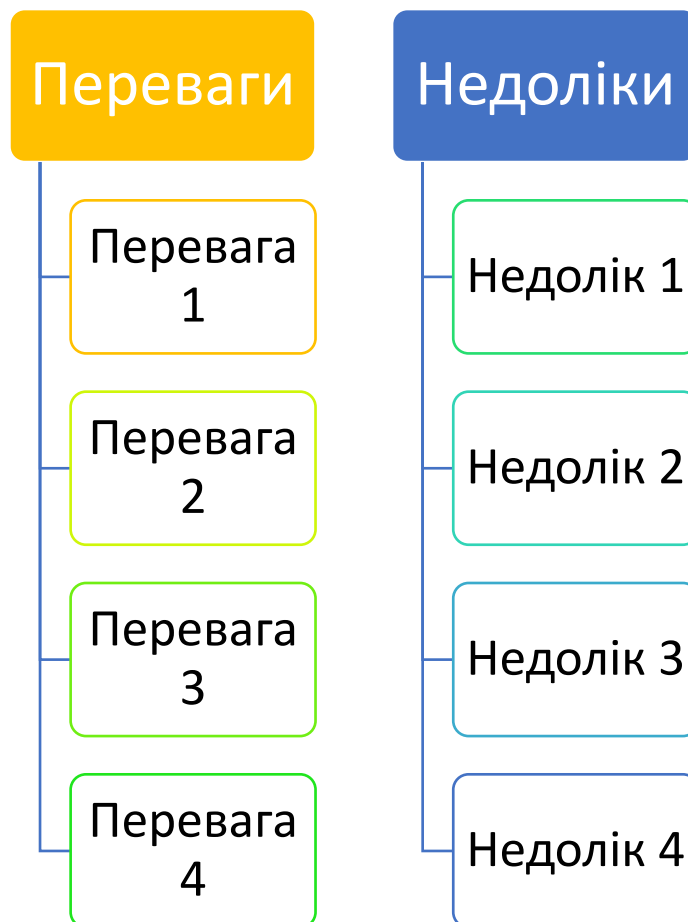 Переваги
Перевага
1
Перевага
2
Перевага
3
Перевага
4
Недоліки
Недолік 1
Недолік 2
Недолік 3
Недолік 4